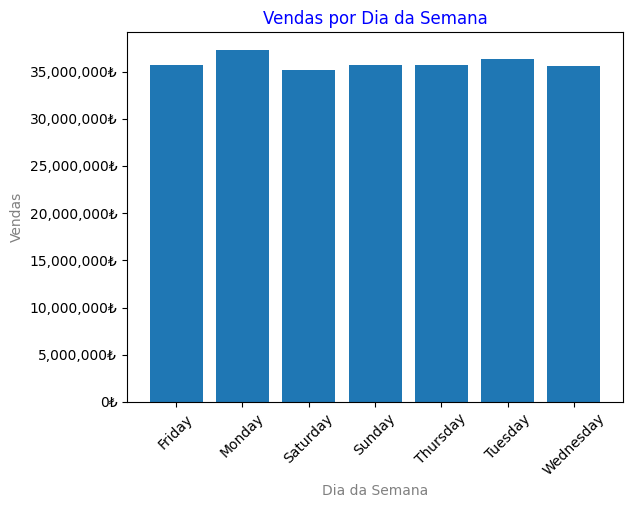 Vendas por Dia da Semana
35,000,000₺
30,000,000₺
25,000,000₺
20,000,000₺
15,000,000₺
10,000,000₺
5,000,000₺
0₺
Vendas
Friday
Monday
Saturday
Sunday
Thursday
Tuesday
Wednesday
Dia da Semana